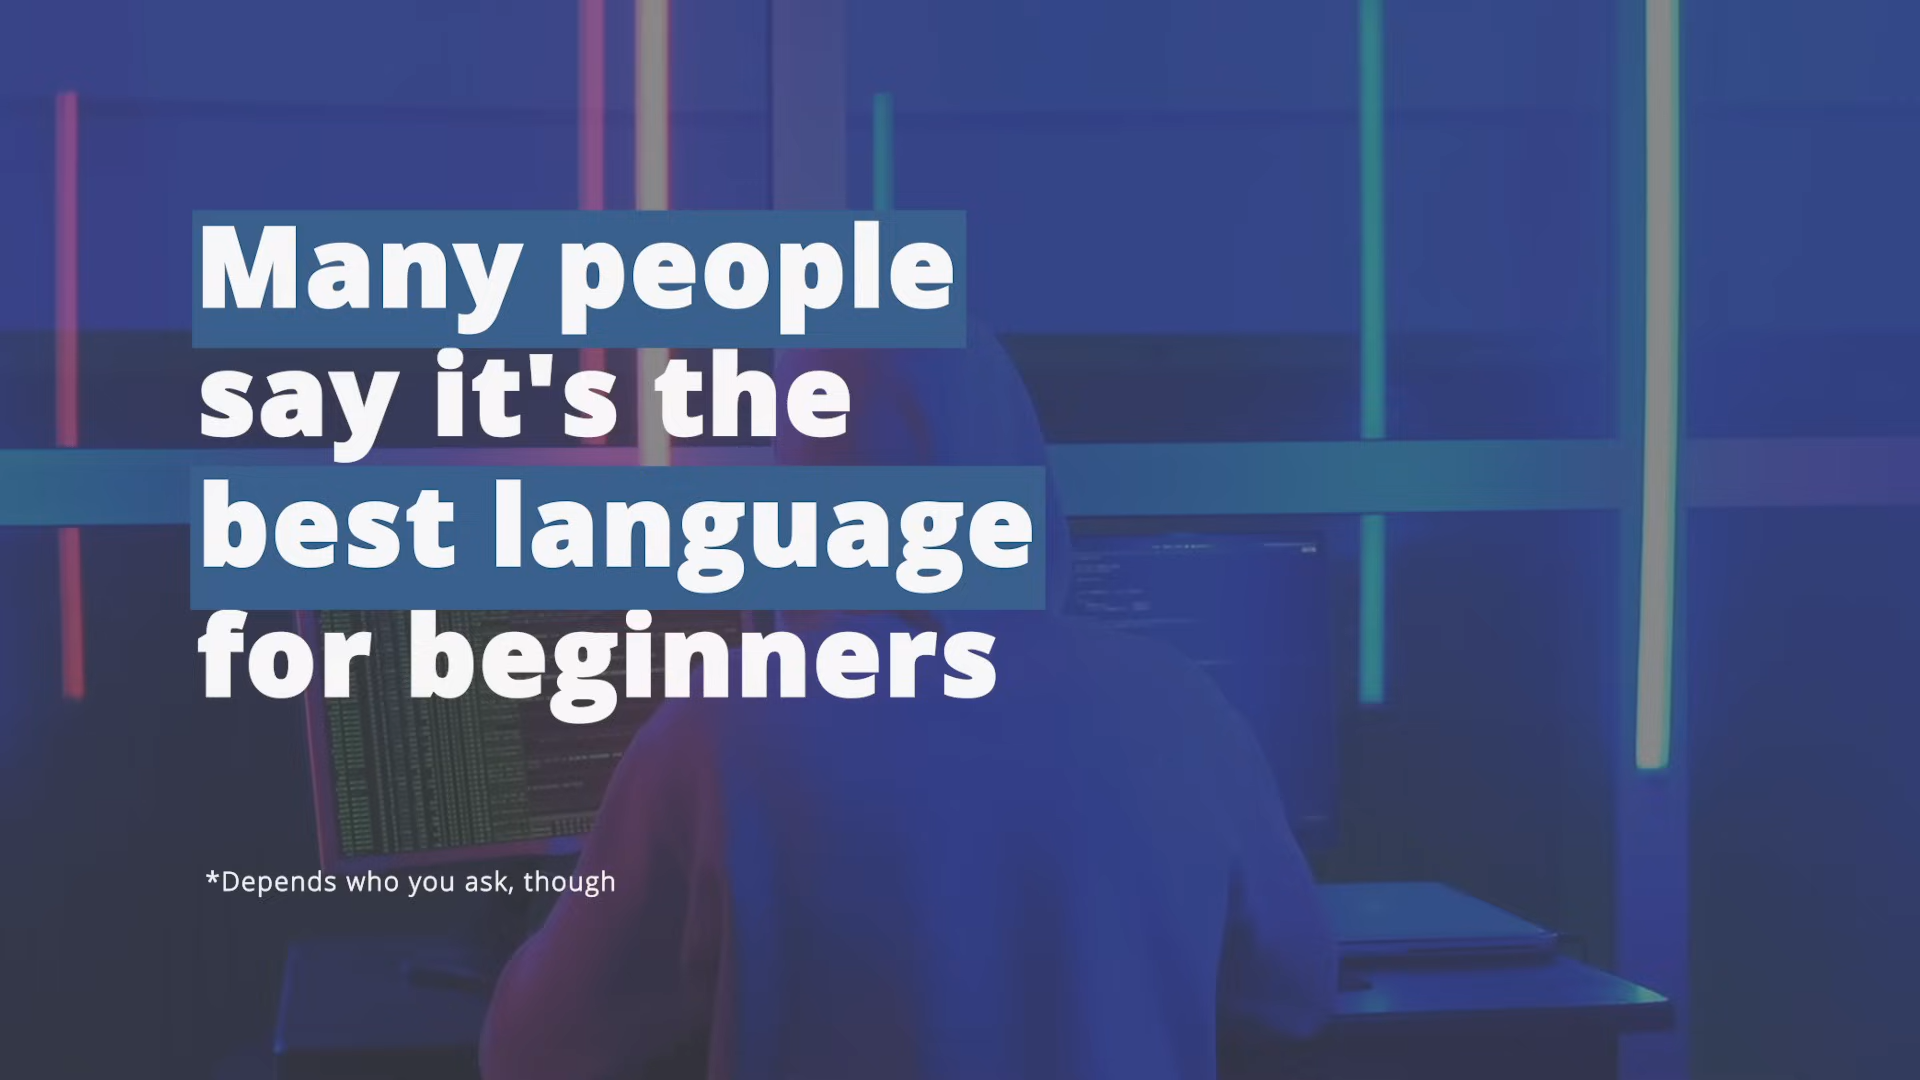 Many people
say it's the
best language
for beginners
*Depends who you ask, though